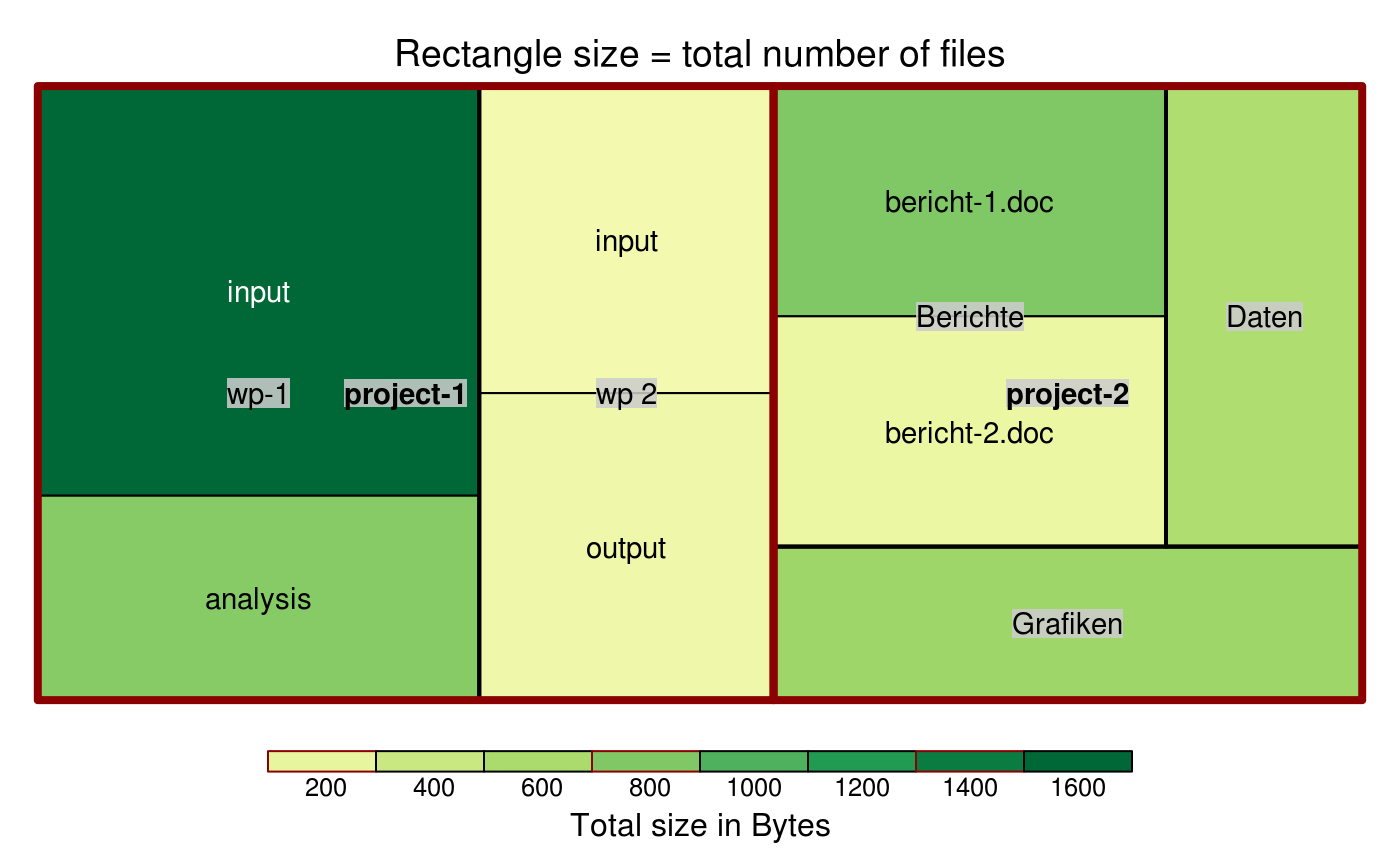 Rectangle size = total number of files
input
wp-1
project-1
analysis
input
wp 2
output
bericht-1.doc
Berichte
project-2
bericht-2.doc
Daten
Grafiken
200 400 600 800 1000 1200 1400 1600
Total size in Bytes